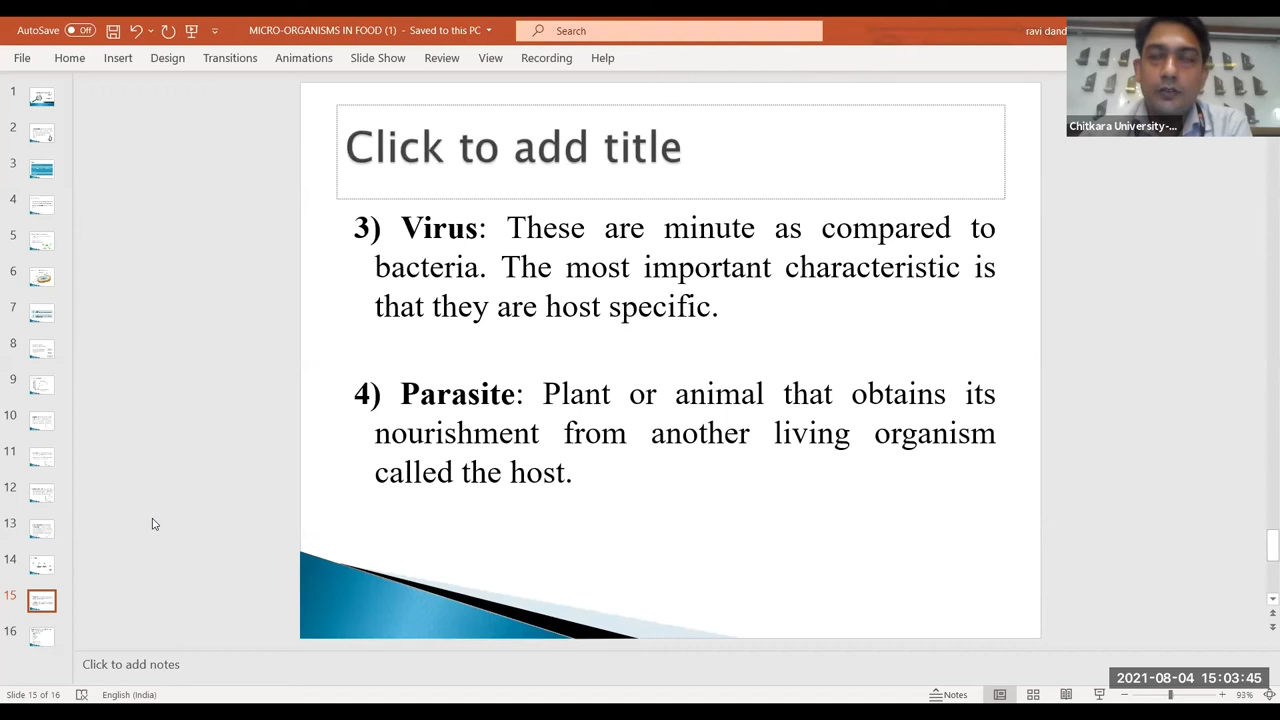 AutoSave Off MICRO-ORGANISMS IN FOOD (1) - Saved to this PC Search ravi dand
File Home Insert Design Transitions Animations Slide Show Review View Recording Help
Chitkara University-...
1
2
3
4
5
6
7
8
9
10
11
12
13
14
15
16
Click to add title
3) Virus: These are minute as compared to
bacteria. The most important characteristic is
that they are host specific.
4) Parasite: Plant or animal that obtains its
nourishment from another living organism
called the host.
Click to add notes
2021-08-04 15:03:45
Slide 15 of 16 English (India) Notes 93%